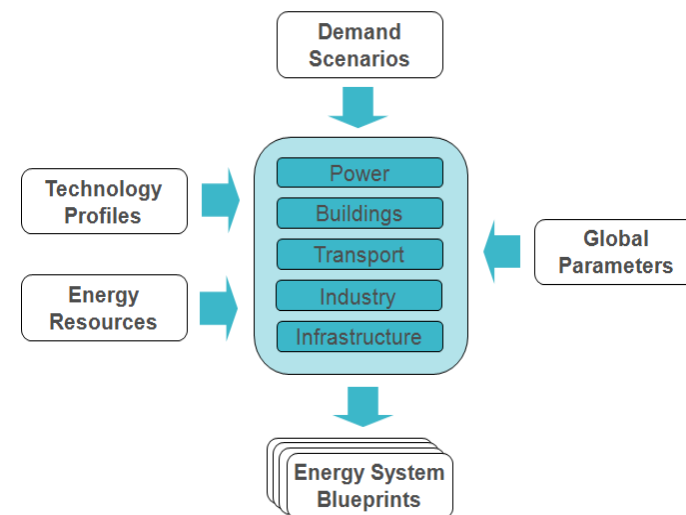 Demand
Scenarios
Technology
Profiles
Energy
Resources
Power
Buildings
Transport
Industry
Infrastructure
Global
Parameters
Energy System
Blueprints